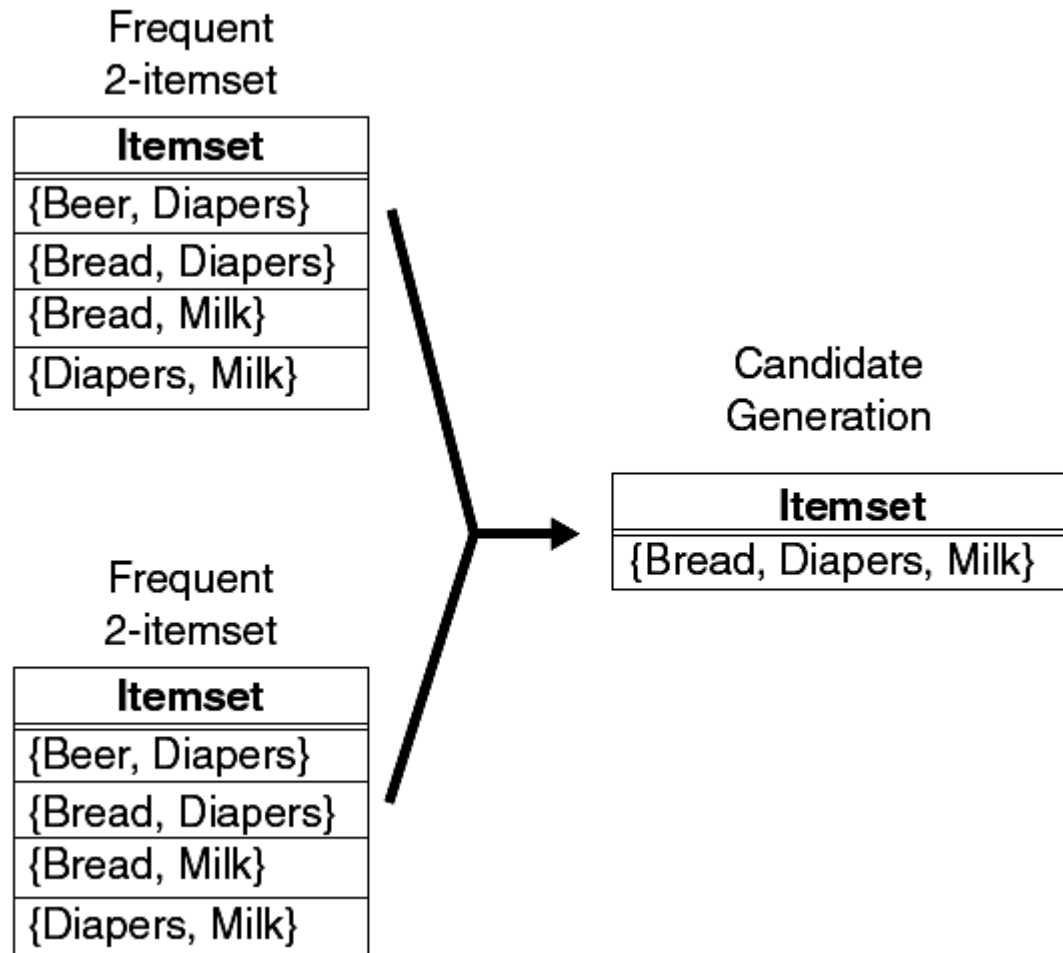 Frequent
2-itemset
Itemset
{Beer, Diapers}
{Bread, Diapers}
{Bread, Milk}
{Diapers, Milk}
Candidate
Generation
Itemset
{Bread, Diapers, Milk}
Frequent
2-itemset
Itemset
{Beer, Diapers}
{Bread, Diapers}
{Bread, Milk}
{Diapers, Milk}